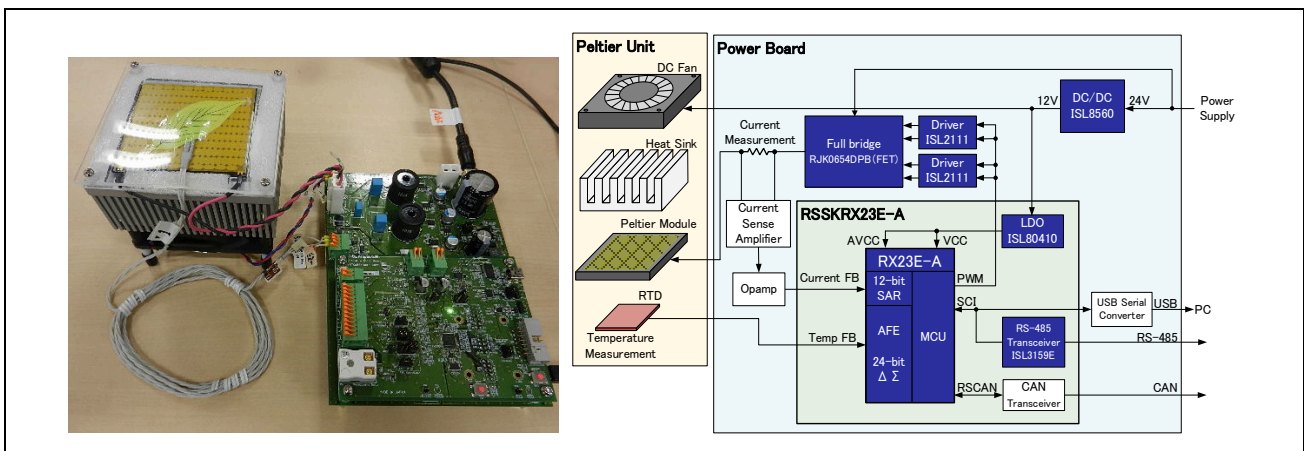 Peltier Unit
DC Fan
Heat Sink
Peltier Module
RTD
Temperature
Measurement
Power Board
Current
Measurement
Full bridge
RJK0654DPB(FET)
Driver
ISL2111
Driver
ISL2111
12V
DC/DC
ISL8560
24V
Power
Supply
Current
Sense
Amplifier
Opamp
Current FB
Temp FB
RSSKRX23E-A
LDO
ISL80410
AVCC
VCC
RX23E-A
12-bit
SAR
AFE
24-bit
ΔΣ
MCU
PWM
SCI
RSCAN
USB Serial
Converter
USB
PC
RS-485
Transceiver
ISL3159E
RS-485
CAN
Transceiver
CAN